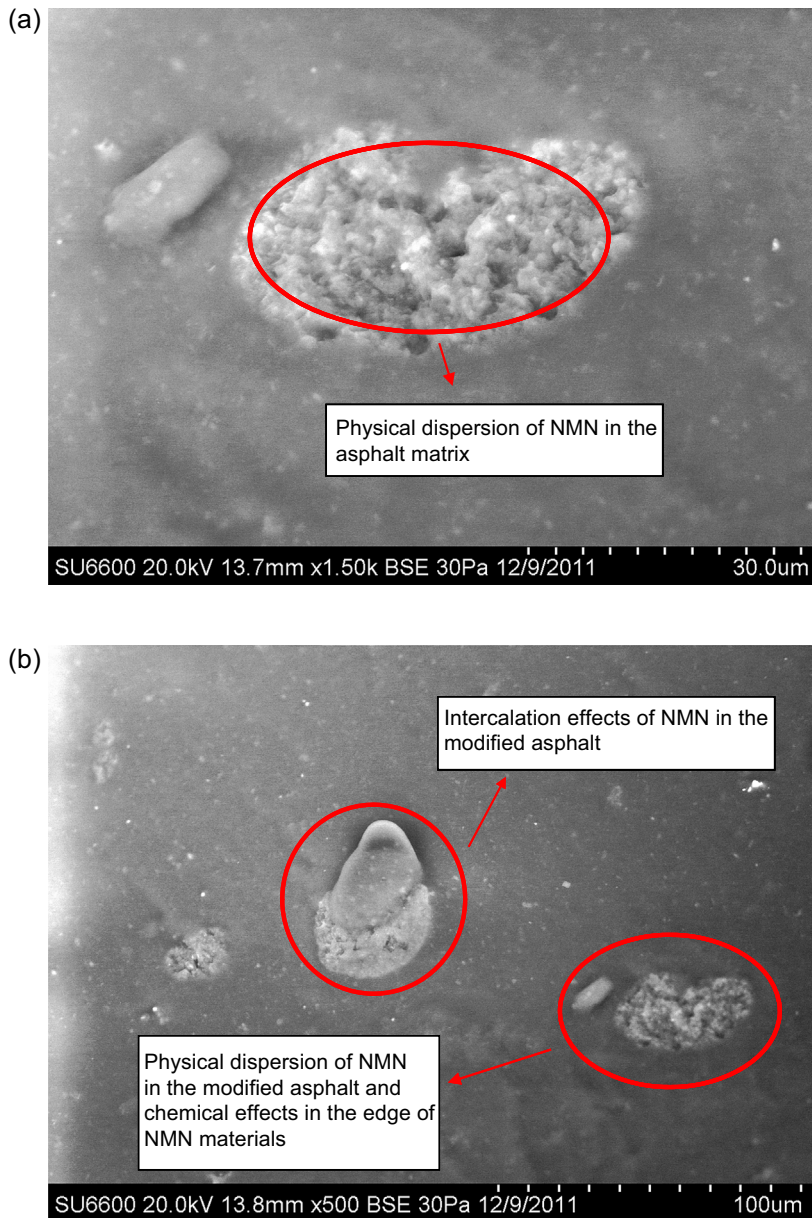 (a)
Physical dispersion of NMN in the
asphalt matrix
SU6600 20.0kV 13.7mm x1.50k BSE 30Pa 12/9/2011 30.0um
(b)
Intercalation effects of NMN in the
modified asphalt
Physical dispersion of NMN
in the modified asphalt and
chemical effects in the edge of
NMN materials
SU6600 20.0kV 13.8mm x500 BSE 30Pa 12/9/2011 100um